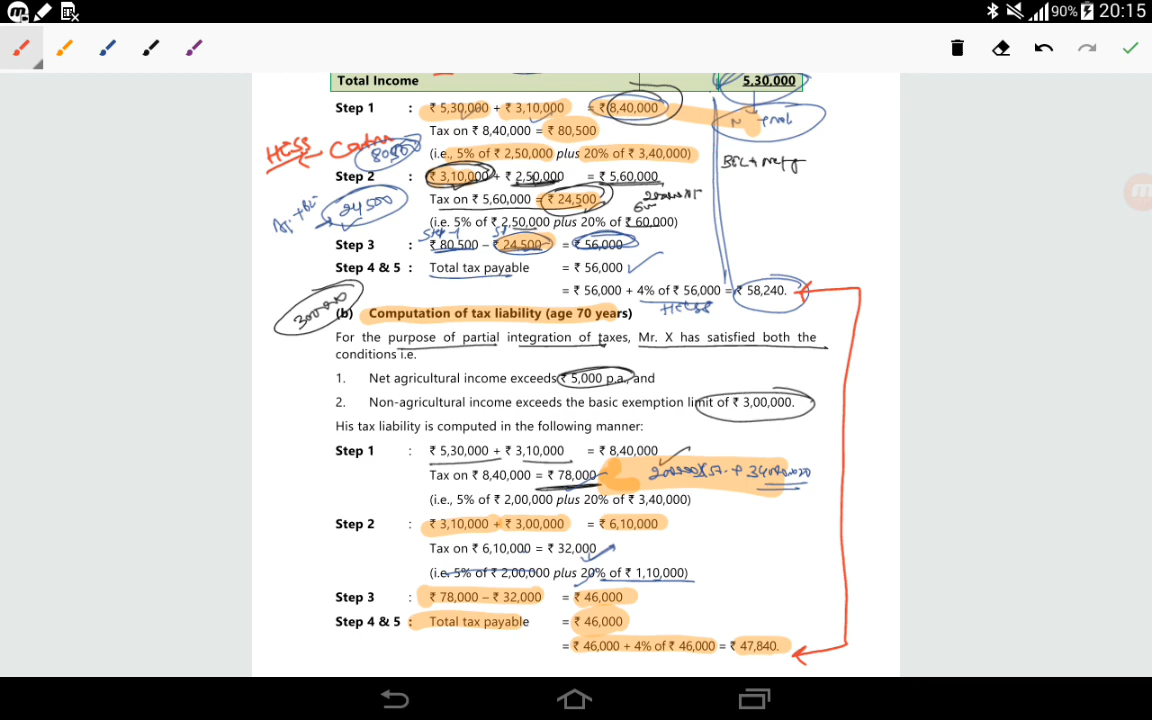 90% 20:15
Total Income 5,30,000
Step 1 : ₹ 5,30,000 + ₹ 3,10,000 = ₹ 8,40,000
Tax on ₹ 8,40,000 = ₹ 80,500
(i.e., 5% of ₹ 2,50,000 plus 20% of ₹ 3,40,000)
Step 2 : ₹ 3,10,000 + ₹ 2,50,000 = ₹ 5,60,000
Tax on ₹ 5,60,000 = ₹ 24,500
24500
(i.e. 5% of ₹ 2,50,000 plus 20% of ₹ 60,000)
Step 3 : ₹ 80,500 – ₹ 24,500 = ₹ 56,000
Step 4 & 5 : Total tax payable = ₹ 56,000
= ₹ 56,000 + 4% of ₹ 56,000 = ₹ 58,240.
300000
(b) Computation of tax liability (age 70 years)
For the purpose of partial integration of taxes, Mr. X has satisfied both the
conditions i.e.
1. Net agricultural income exceeds ₹ 5,000 p.a., and
2. Non-agricultural income exceeds the basic exemption limit of ₹ 3,00,000.
His tax liability is computed in the following manner:
Step 1 : ₹ 5,30,000 + ₹ 3,10,000 = ₹ 8,40,000
Tax on ₹ 8,40,000 = ₹ 78,000
(i.e., 5% of ₹ 2,00,000 plus 20% of ₹ 3,40,000)
Step 2 : ₹ 3,10,000 + ₹ 3,00,000 = ₹ 6,10,000
Tax on ₹ 6,10,000 = ₹ 32,000
(i.e. 5% of ₹ 2,00,000 plus 20% of ₹ 1,10,000)
Step 3 : ₹ 78,000 – ₹ 32,000 = ₹ 46,000
Step 4 & 5 : Total tax payable = ₹ 46,000
= ₹ 46,000 + 4% of ₹ 46,000 = ₹ 47,840.